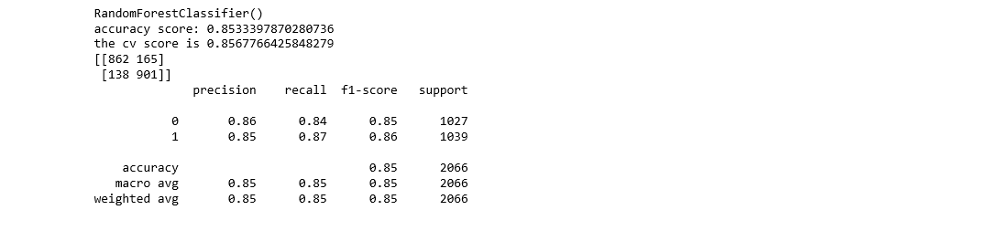 RandomForestClassifier()
accuracy score: 0.8533397870280736
the cv score is 0.8567766425848279
[[862 165]
[138 901]]
precision recall f1-score support
0 0.86 0.84 0.85 1027
1 0.85 0.87 0.86 1039
accuracy 0.85 2066
macro avg 0.85 0.85 0.85 2066
weighted avg 0.85 0.85 0.85 2066